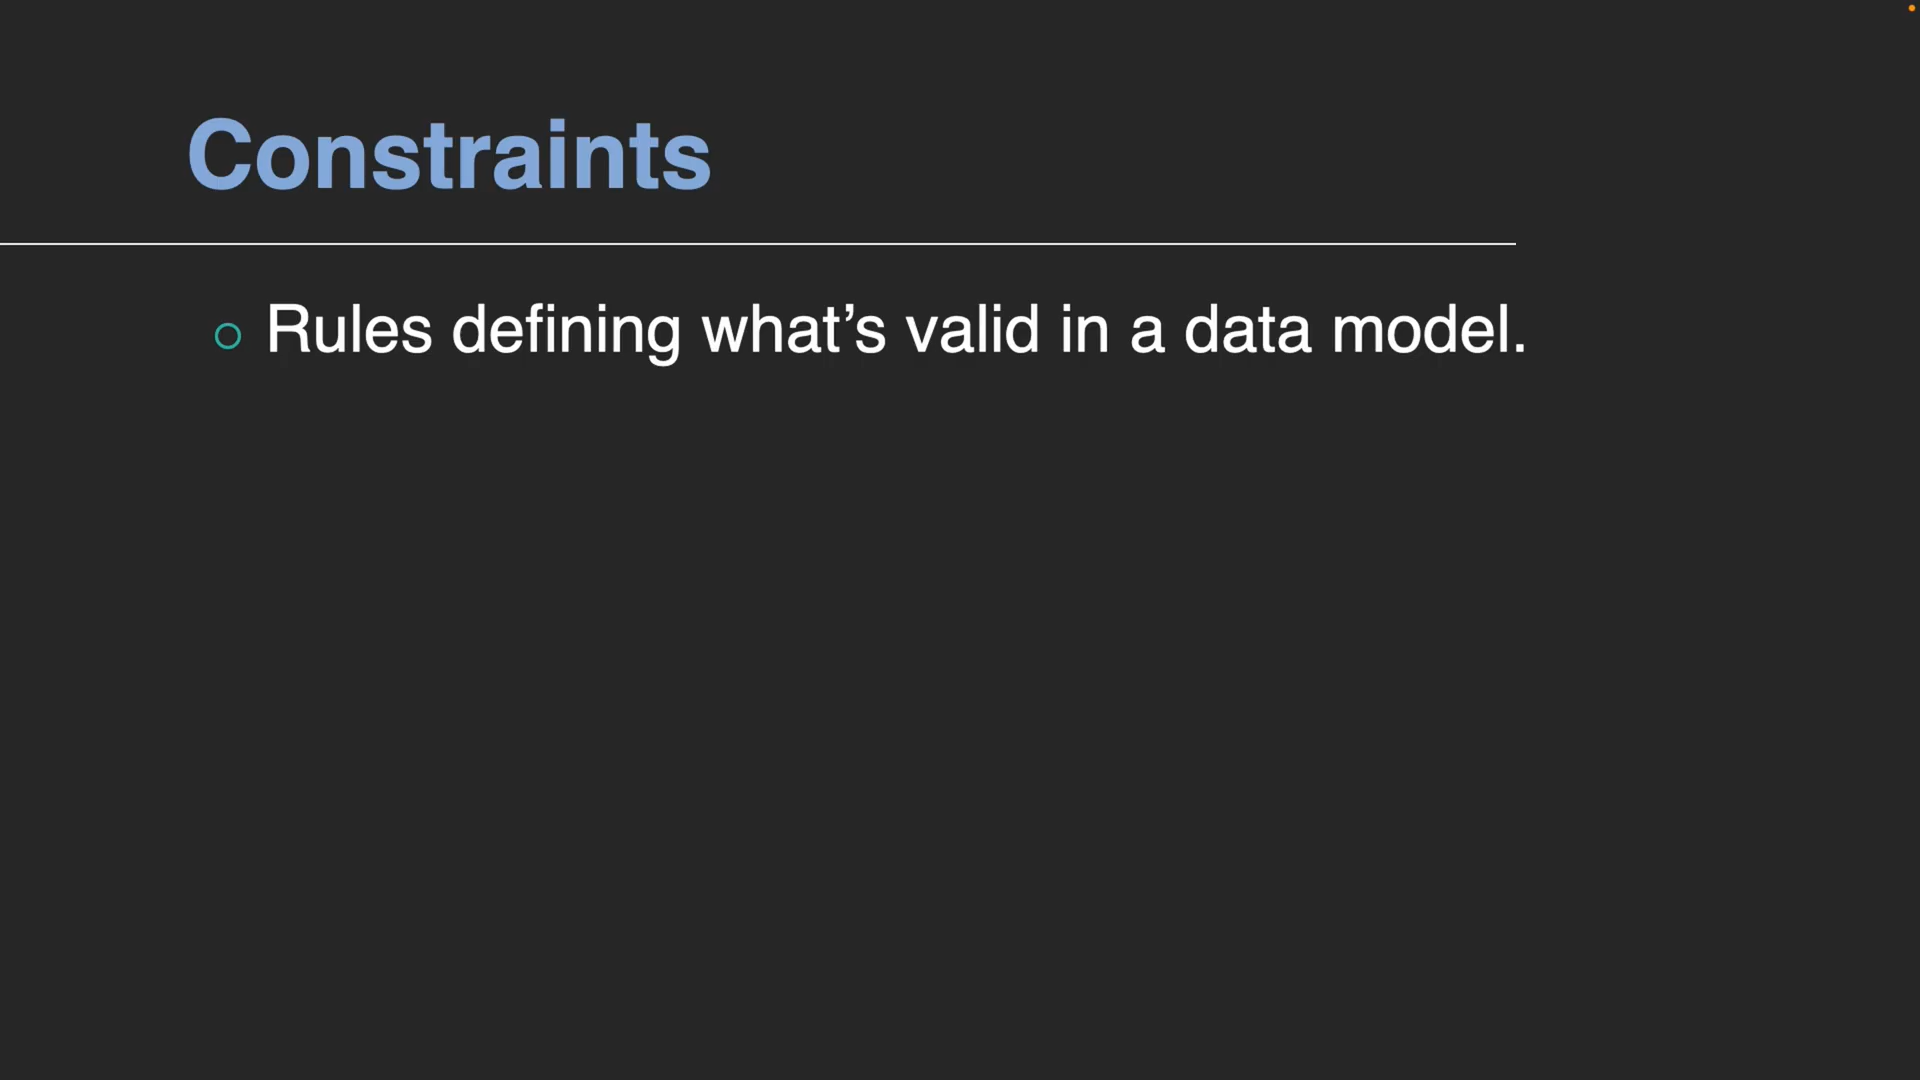 Constraints
Rules defining what’s valid in a data model.